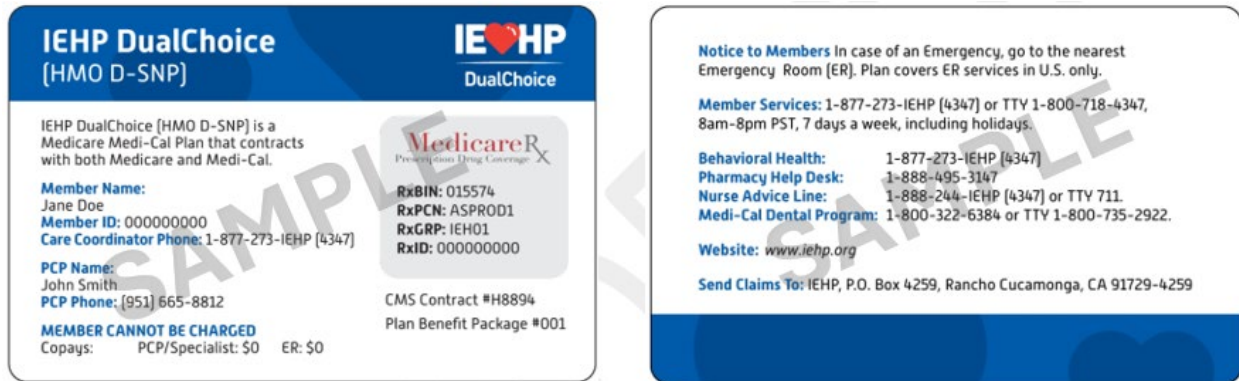 IEHP DualChoice
(HMO D-SNP)
IEHP
DualChoice
IEHP DualChoice (HMO D-SNP) is a
Medicare Medi-Cal Plan that contracts
with both Medicare and Medi-Cal.
Member Name:
Jane Doe
Member ID: 000000000
Care Coordinator Phone: 1-877-273-IEHP (4347)
PCP Name:
John Smith
PCP Phone: (951) 665-8812
MEMBER CANNOT BE CHARGED
Copays: PCP/Specialist: $0 ER: $0
MedicareRx
Prescription Drug Coverage
RxBIN: 015574
RxPCN: ASPROD1
RxGRP: IEH01
RxID: 000000000
CMS Contract #H8894
Plan Benefit Package #001
SAMPLE
Notice to Members In case of an Emergency, go to the nearest
Emergency Room (ER). Plan covers ER services in U.S. only.
Member Services: 1-877-273-IEHP (4347) or TTY 1-800-718-4347,
8am-8pm PST, 7 days a week, including holidays.
Behavioral Health: 1-877-273-IEHP (4347)
Pharmacy Help Desk: 1-888-495-3147
Nurse Advice Line: 1-888-244-IEHP (4347) or TTY 711.
Medi-Cal Dental Program: 1-800-322-6384 or TTY 1-800-735-2922.
Website: www.iehp.org
Send Claims To: IEHP, P.O. Box 4259, Rancho Cucamonga, CA 91729-4259
SAMPLE